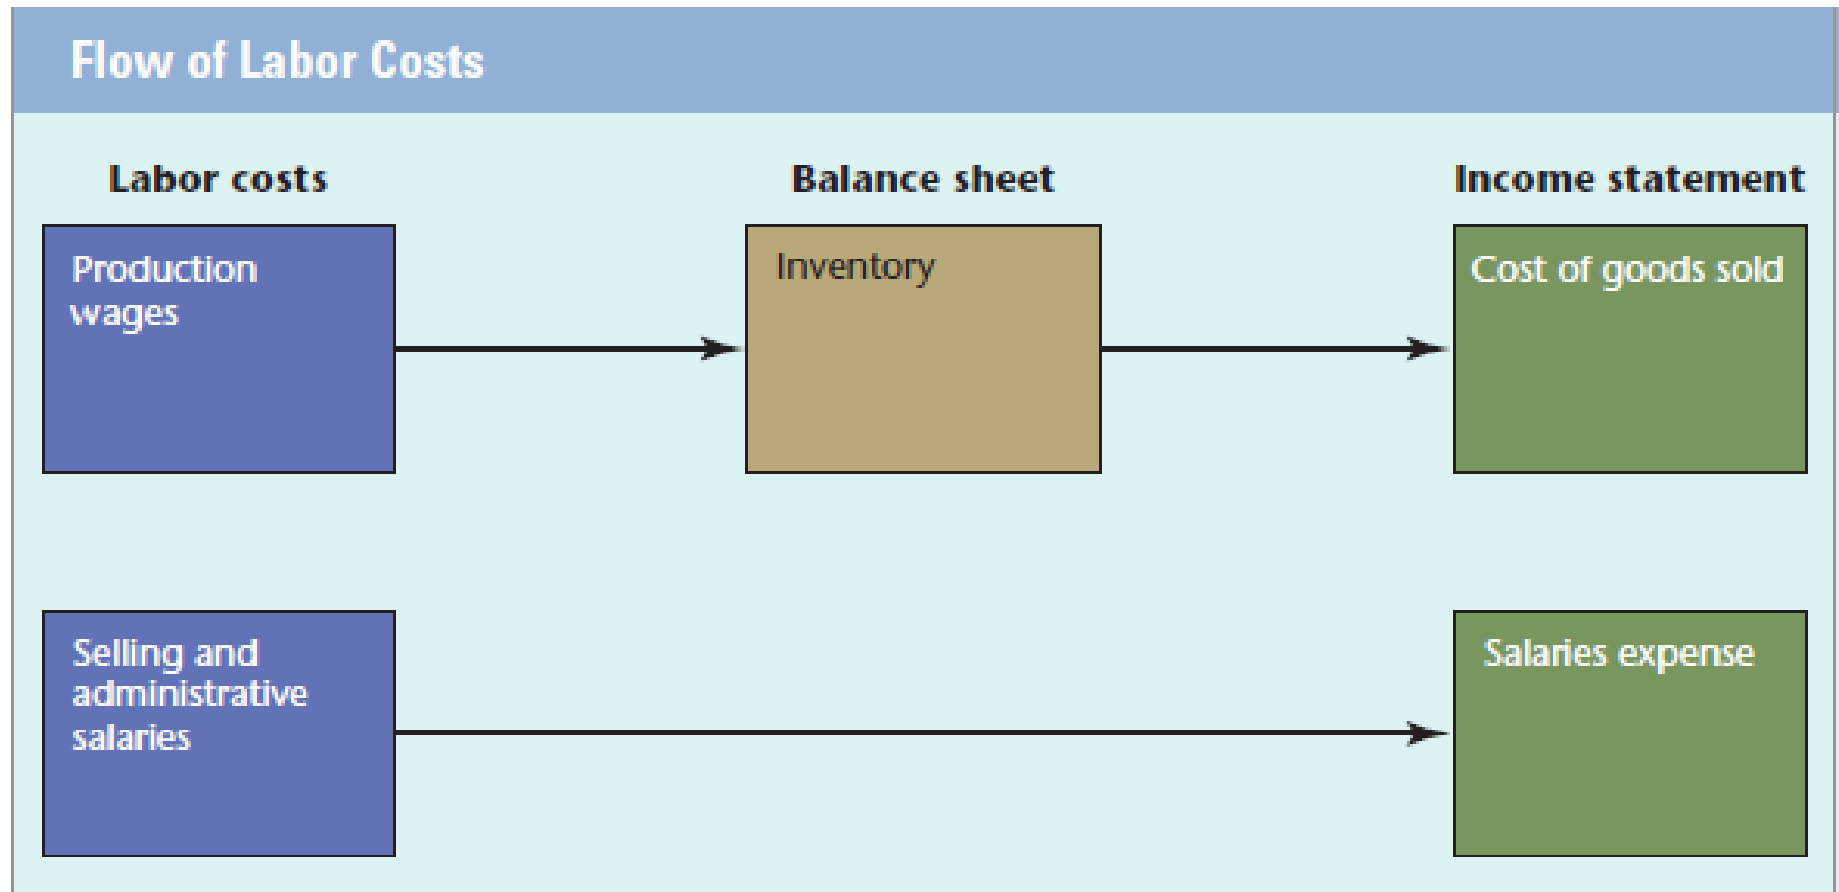 Flow of Labor Costs
Labor costs
Balance sheet
Income statement
Production
wages
Inventory
Cost of goods sold
Selling and
administrative
salaries
Salaries expense